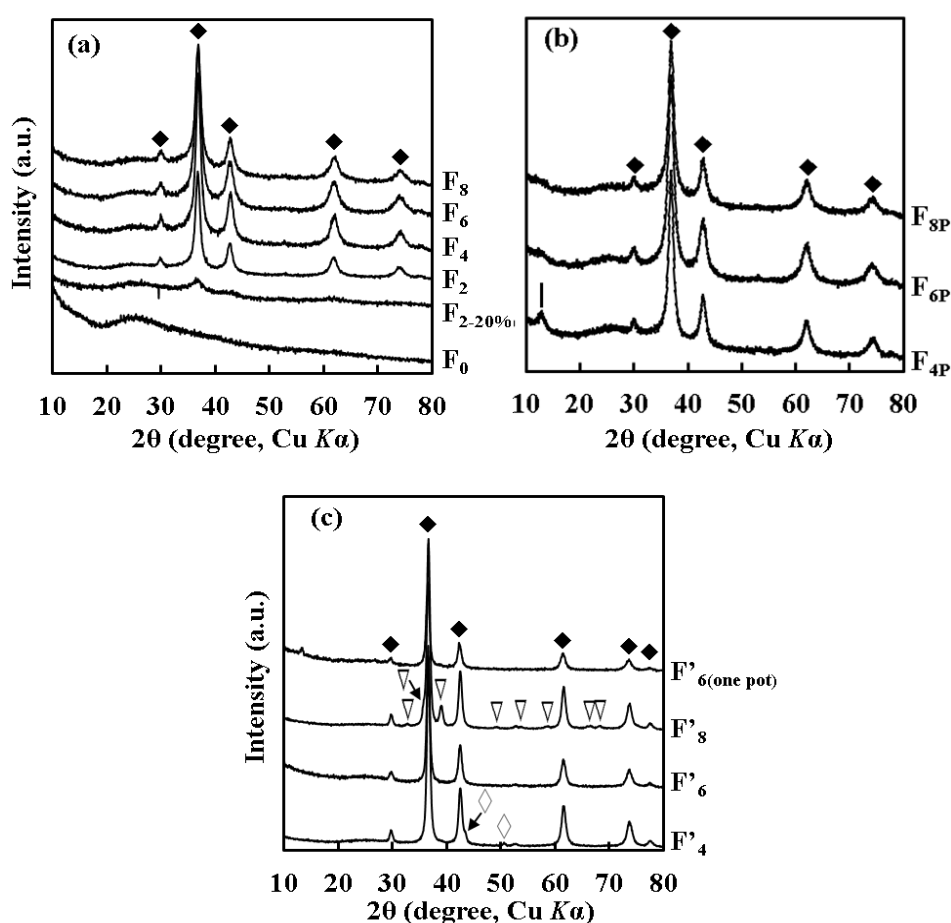 (a)
Intensity (a.u.)
F8
F6
F4
F2
F2-20%
F0
10 20 30 40 50 60 70 80
2θ (degree, Cu Kα)
(b)
F8P
F6P
F4P
10 20 30 40 50 60 70 80
2θ (degree, Cu Kα)
(c)
Intensity (a.u.)
F'6(one pot)
F'8
F'6
F'4
10 20 30 40 50 60 70 80
2θ (degree, Cu Kα)